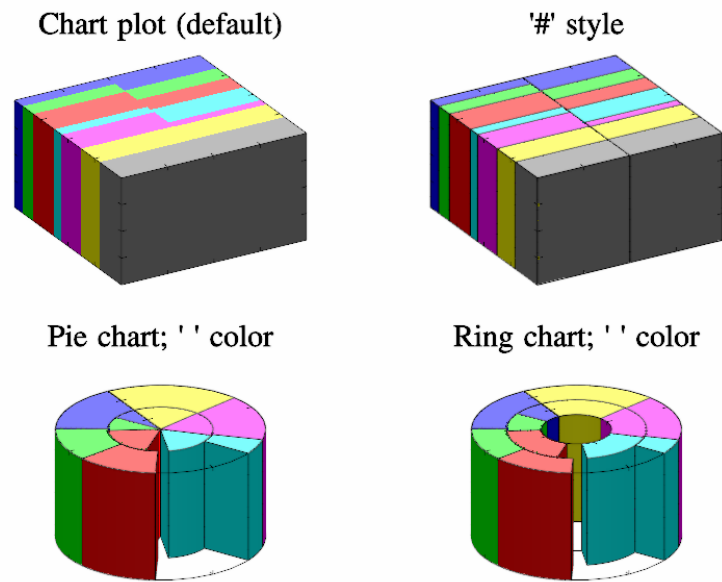 Chart plot (default)
'#' style
Pie chart; ' ' color
Ring chart; ' ' color